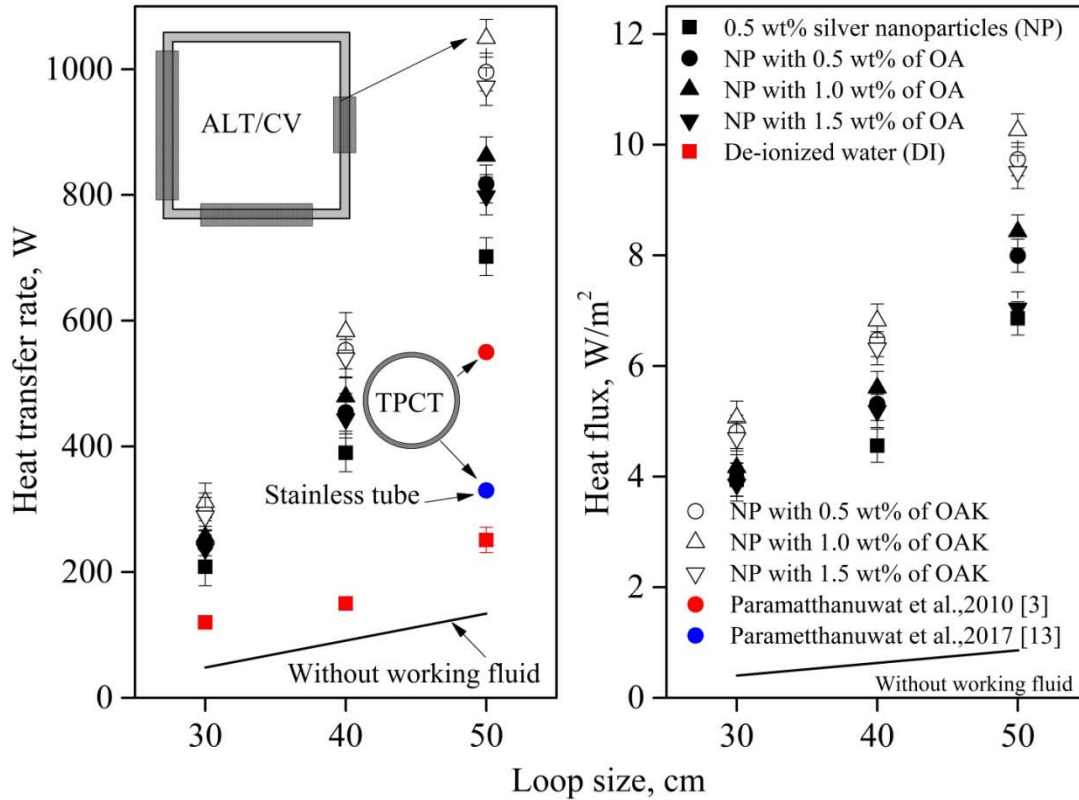 Heat transfer rate, W
1000
800
600
400
200
0
30
40
50
ALT/CV
TPCT
Stainless tube
Without working fluid
Heat flux, W/m²
12
10
8
6
4
2
0
30
40
50
0.5 wt% silver nanoparticles (NP)
NP with 0.5 wt% of OA
NP with 1.0 wt% of OA
NP with 1.5 wt% of OA
De-ionized water (DI)
NP with 0.5 wt% of OAK
NP with 1.0 wt% of OAK
NP with 1.5 wt% of OAK
Paramatthanuwat et al.,2010 [3]
Parametthanuwat et al.,2017 [13]
Without working fluid
Loop size, cm